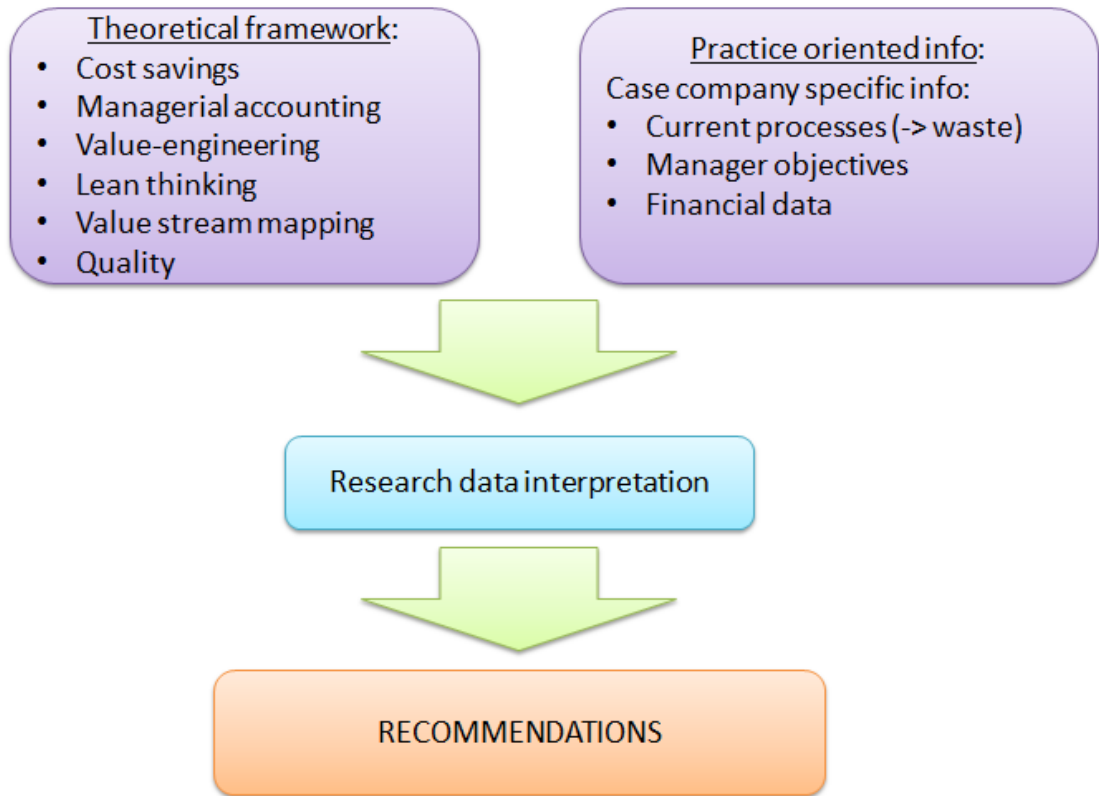 Theoretical framework:
• Cost savings
• Managerial accounting
• Value-engineering
• Lean thinking
• Value stream mapping
• Quality
Practice oriented info:
Case company specific info:
• Current processes (-> waste)
• Manager objectives
• Financial data
Research data interpretation
RECOMMENDATIONS